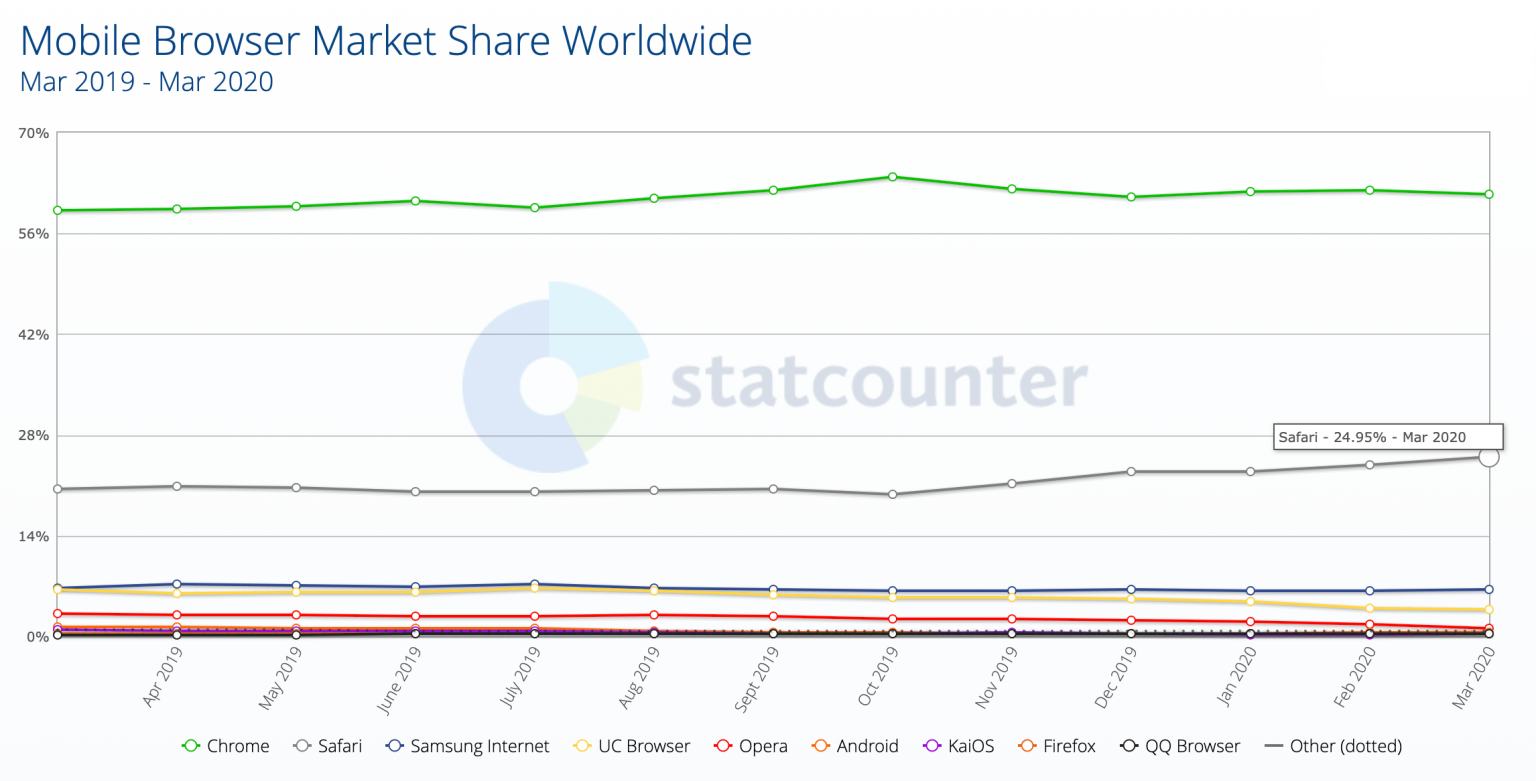 Mobile Browser Market Share Worldwide
Mar 2019 - Mar 2020
70%
56%
42%
28%
14%
0%
statcounter
Safari - 24.95% - Mar 2020
Apr 2019
May 2019
June 2019
July 2019
Aug 2019
Sept 2019
Oct 2019
Nov 2019
Dec 2019
Jan 2020
Feb 2020
Mar 2020
Chrome Safari Samsung Internet UC Browser Opera Android KaiOS Firefox QQ Browser Other (dotted)